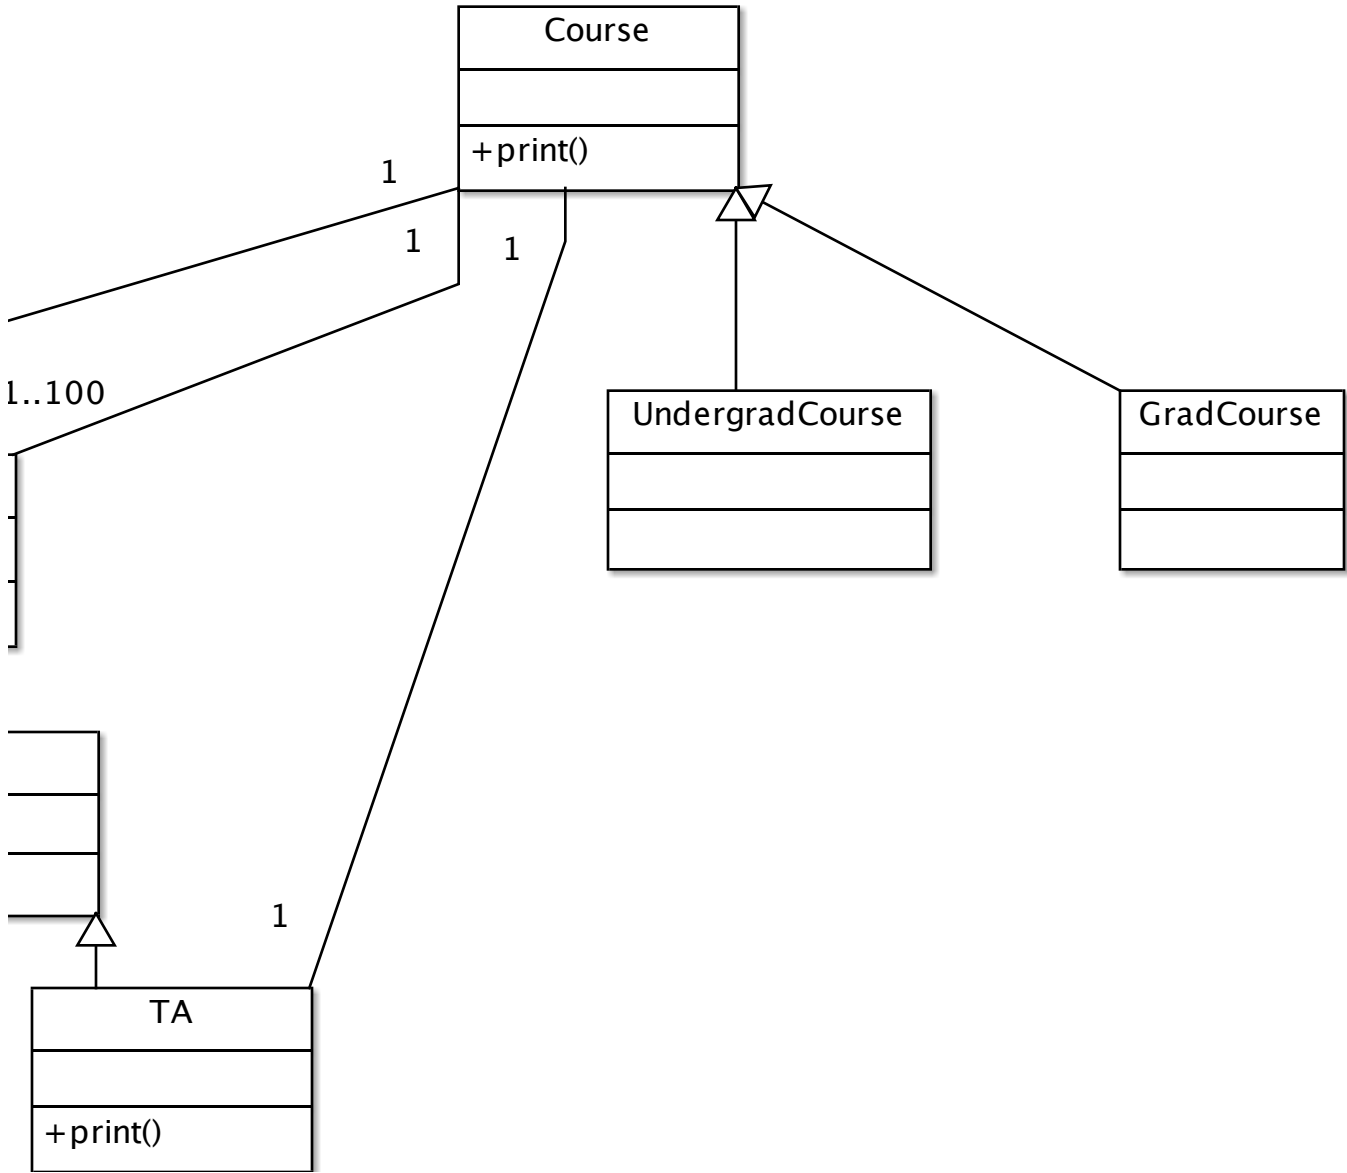 Course
+print()
1
1
1
1..100
UndergradCourse
GradCourse
1
TA
+print()